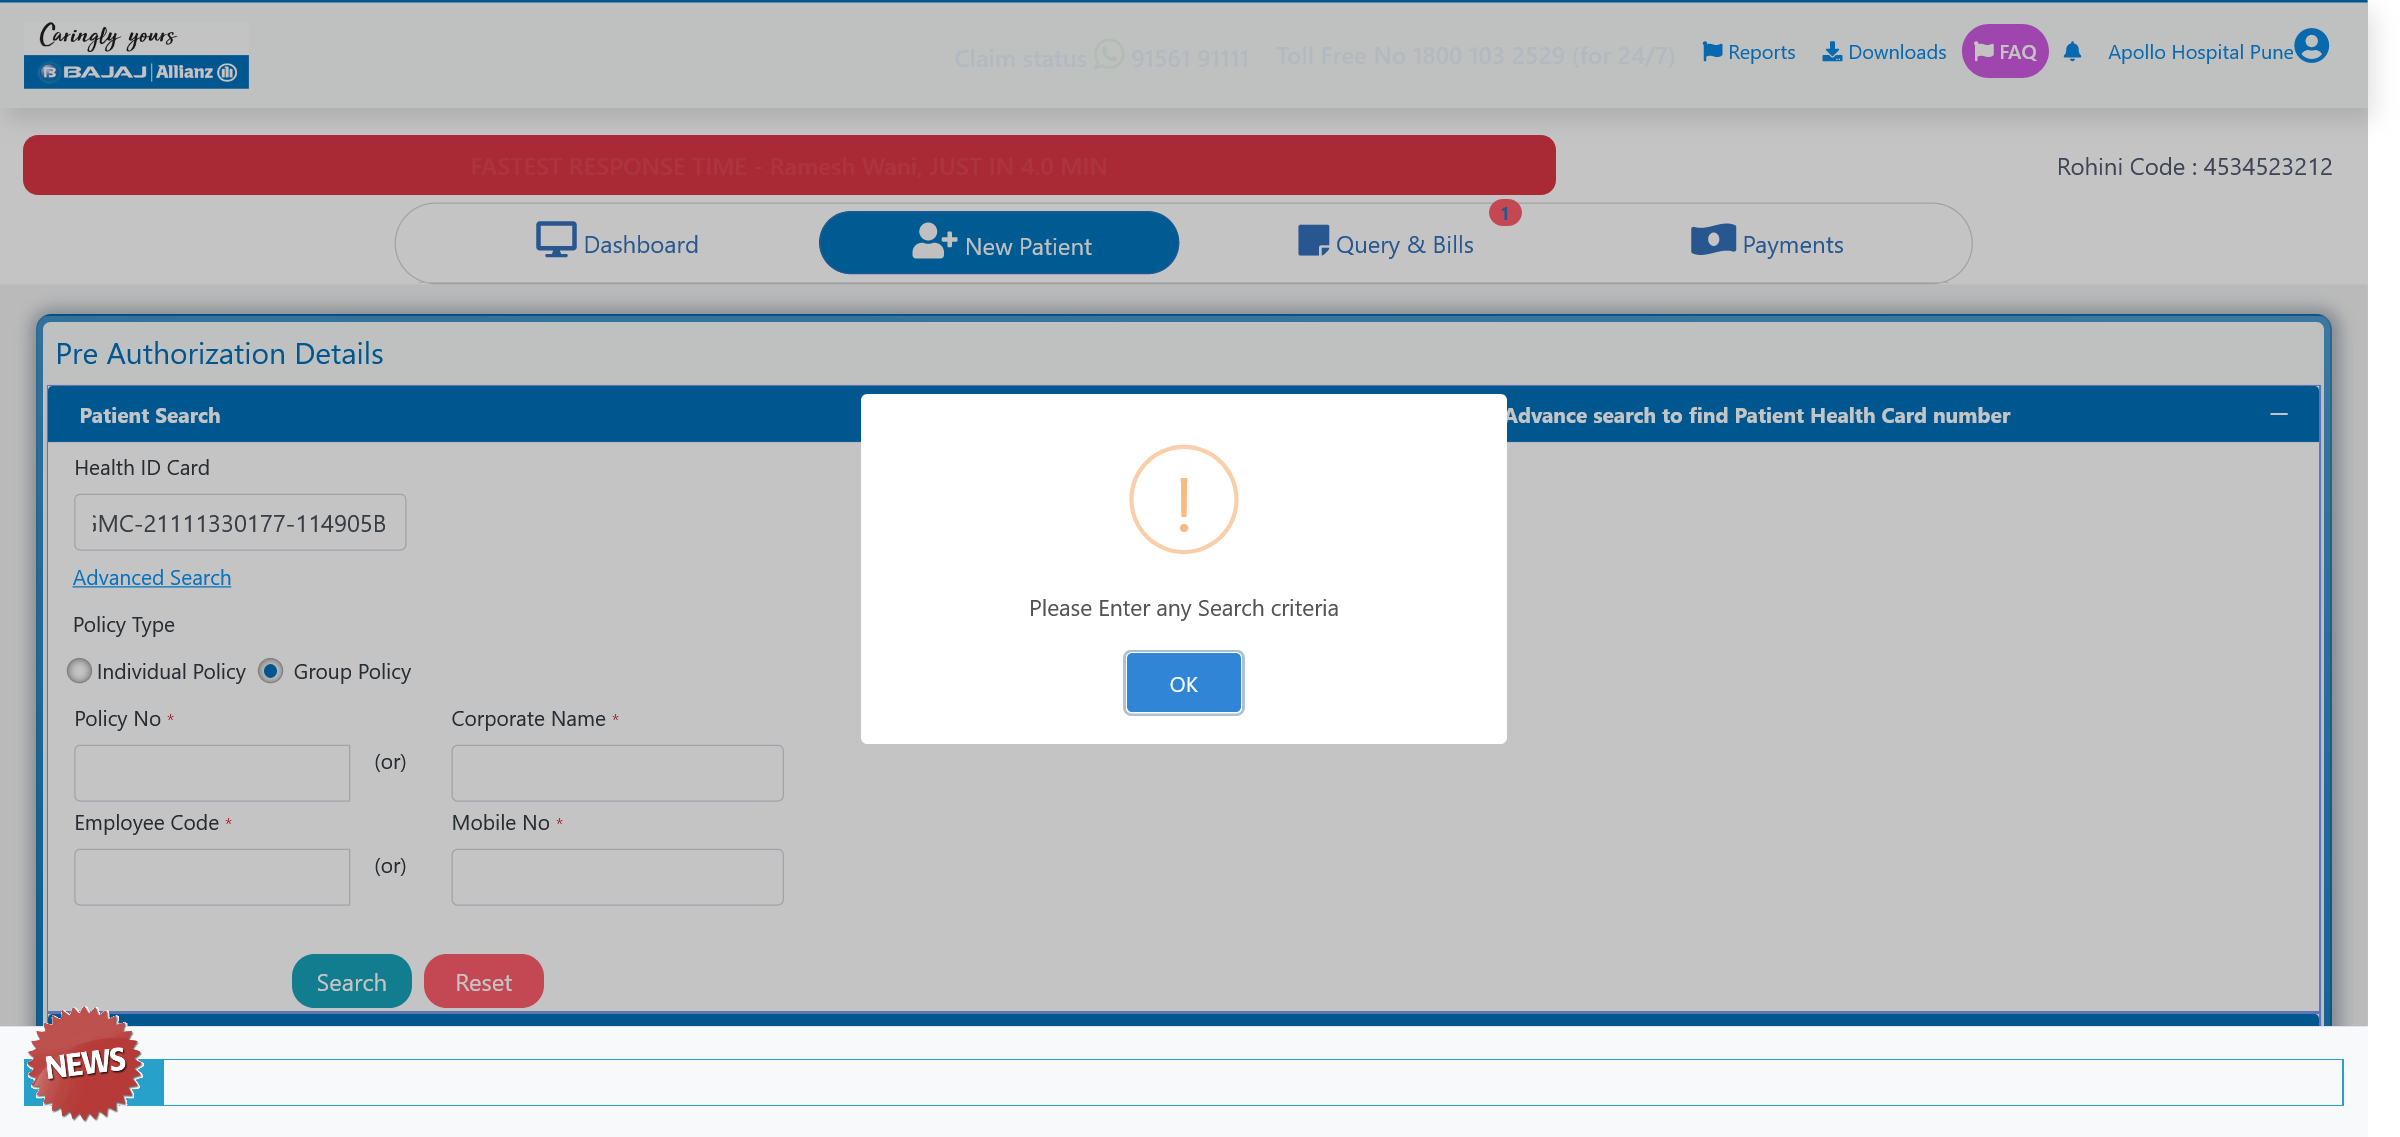 Caringly yours
BAJAJ | Allianz
Claim status 91561 91111 Toll Free No 1800 103 2529 (for 24/7) Reports Downloads FAQ Apollo Hospital Pune
FASTEST RESPONSE TIME - Ramesh Wani, JUST IN 4.0 MIN
Rohini Code : 4534523212
1
Dashboard New Patient Query & Bills Payments
Pre Authorization Details
Patient Search Advance search to find Patient Health Card number
Health ID Card
MC-21111330177-114905B
Advanced Search
Policy Type
Individual Policy Group Policy
Policy No * Corporate Name *
(or)
Employee Code * Mobile No *
(or)
Search Reset
!
Please Enter any Search criteria
OK
NEWS